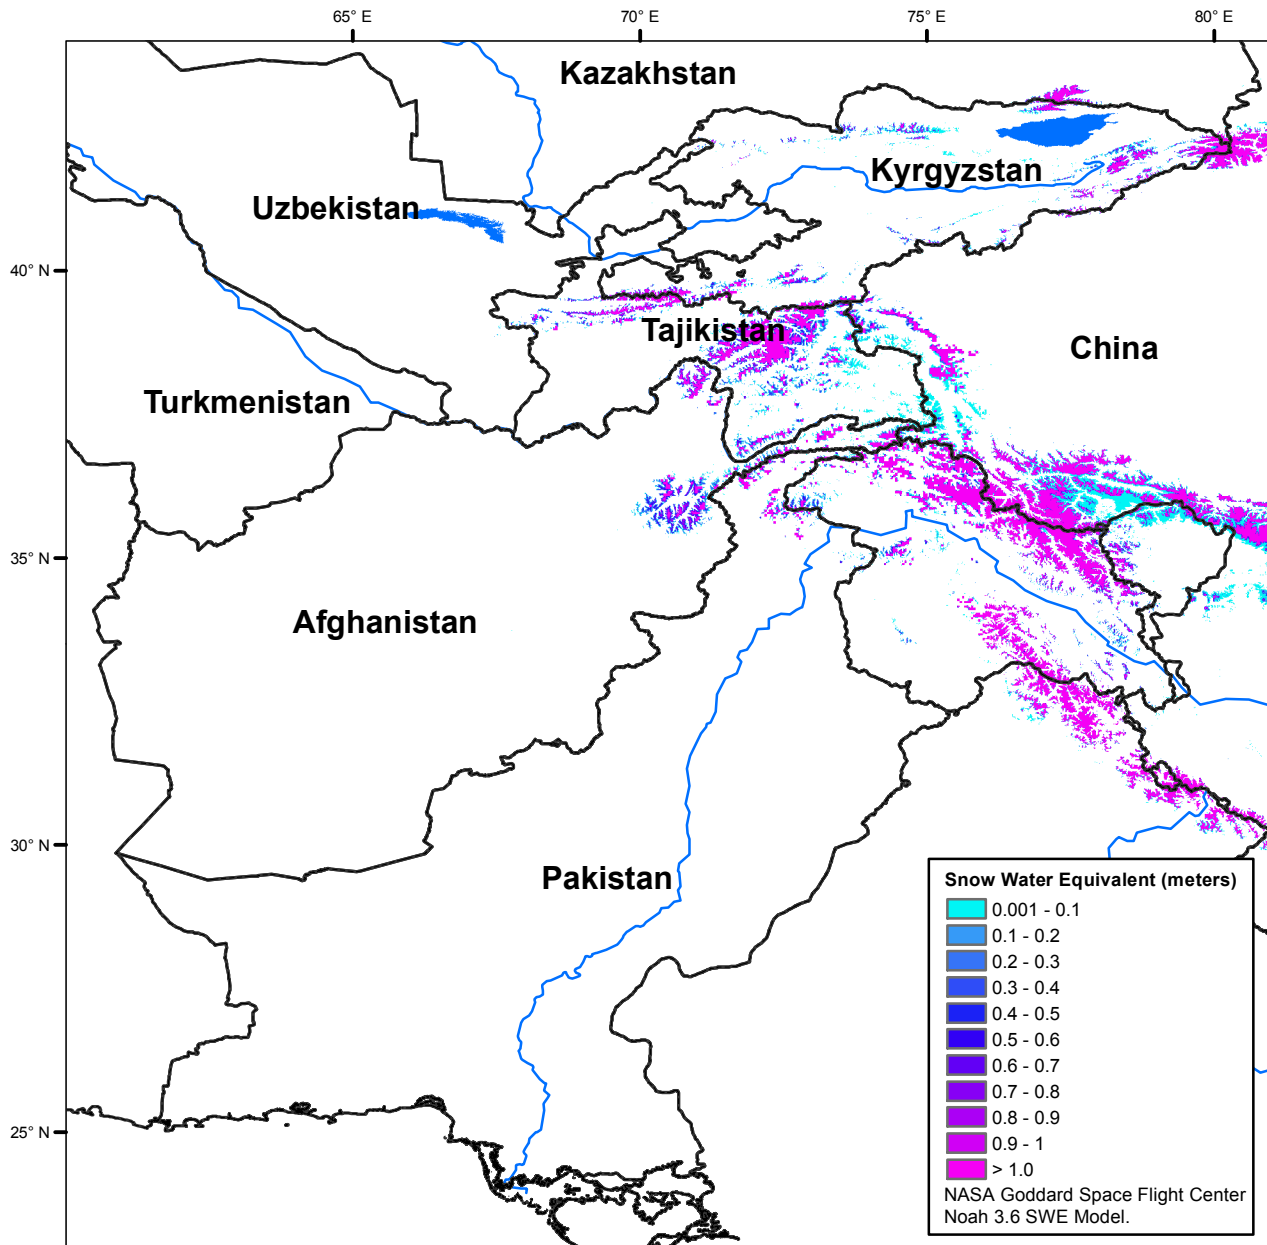 65° E
70° E
75° E
80° E
Kazakhstan
Kyrgyzstan
Uzbekistan
40° N
Tajikistan
China
Turkmenistan
35° N
Afghanistan
30° N
Pakistan
25° N
Snow Water Equivalent (meters)
0.001 - 0.1
0.1 - 0.2
0.2 - 0.3
0.3 - 0.4
0.4 - 0.5
0.5 - 0.6
0.6 - 0.7
0.7 - 0.8
0.8 - 0.9
0.9 - 1
> 1.0
NASA Goddard Space Flight Center
Noah 3.6 SWE Model.